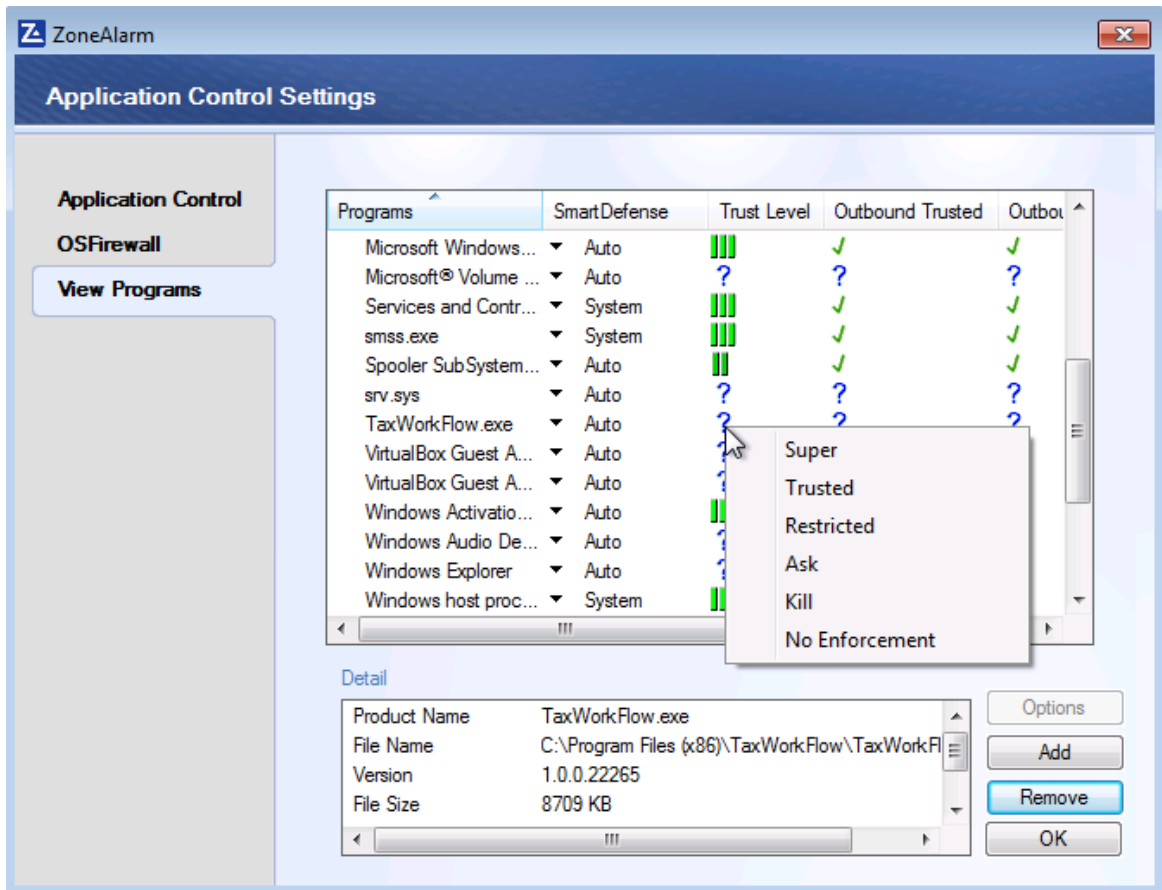 ZoneAlarm
Application Control Settings
Application Control
OSFirewall
View Programs
Programs SmartDefense Trust Level Outbound Trusted Outbou
Microsoft Windows... Auto
Microsoft® Volume ... Auto ? ? ?
Services and Contr... System
smss.exe System
Spooler SubSystem... Auto
srv.sys Auto ? ? ?
TaxWorkFlow.exe Auto ? ? ?
VirtualBox Guest A... Auto ?
VirtualBox Guest A... Auto ?
Windows Activatio... Auto
Windows Audio De... Auto ?
Windows Explorer Auto ?
Windows host proc... System
Super
Trusted
Restricted
Ask
Kill
No Enforcement
Detail
Product Name TaxWorkFlow.exe
File Name C:\Program Files (x86)\TaxWorkFlow\TaxWorkFl
Version 1.0.0.22265
File Size 8709 KB
Options
Add
Remove
OK